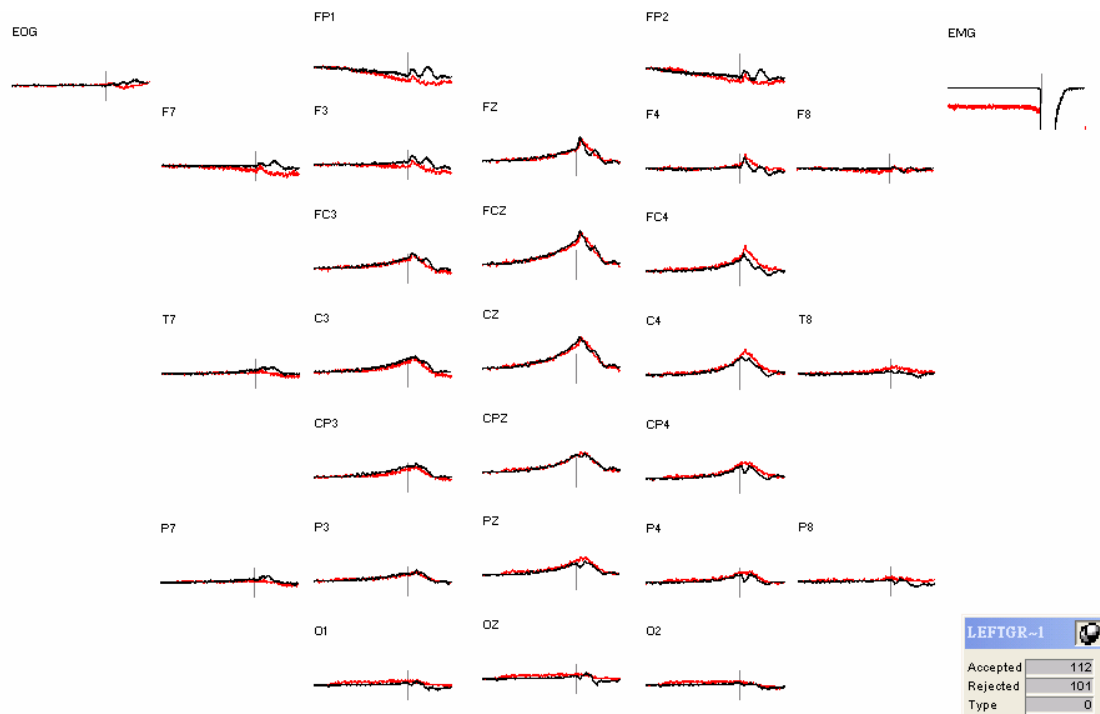 FP1 FP2
EOG EMG
F7 F3 FZ F4 F8
FC3 FCZ FC4
T7 C3 CZ C4 T8
CP3 CPZ CP4
P7 P3 PZ P4 P8
O1 OZ O2
LEFTGR~1
Accepted 112
Rejected 101
Type 0